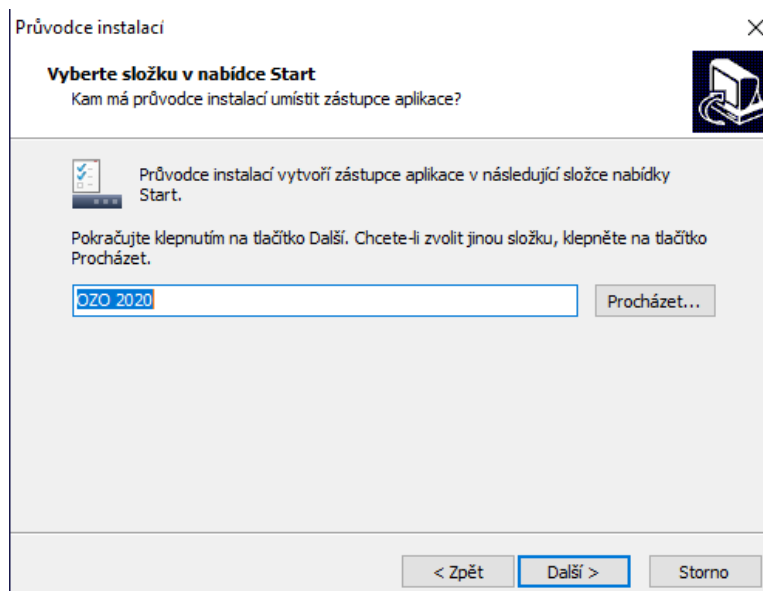 Průvodce instalací
Vyberte složku v nabídce Start
Kam má průvodce instalací umístit zástupce aplikace?
Průvodce instalací vytvoří zástupce aplikace v následující složce nabídky
Start.
Pokračujte klepnutím na tlačítko Další. Chcete-li zvolit jinou složku, klepněte na tlačítko
Procházet.
OZO 2020
Procházet...
< Zpět
Další >
Storno